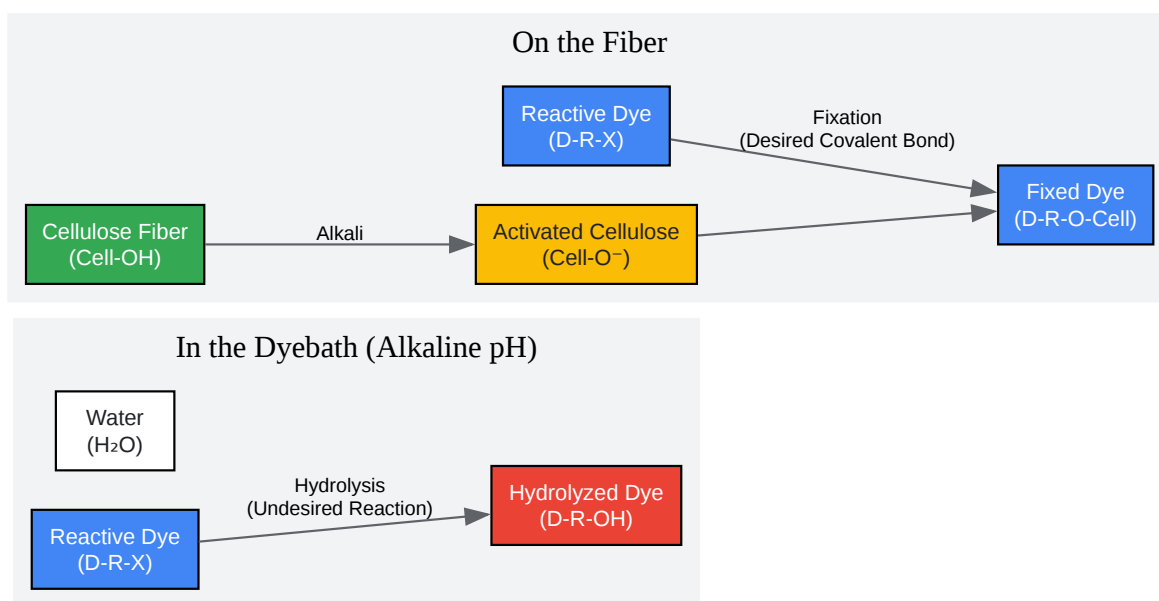 On the Fiber
Reactive Dye
(D-R-X)
Fixation
(Desired Covalent Bond)
Fixed Dye
(D-R-O-Cell)
Cellulose Fiber
(Cell-OH)
Alkali
Activated Cellulose
(Cell-O⁻)
In the Dyebath (Alkaline pH)
Water
(H₂O)
Hydrolysis
(Undesired Reaction)
Hydrolyzed Dye
(D-R-OH)
Reactive Dye
(D-R-X)